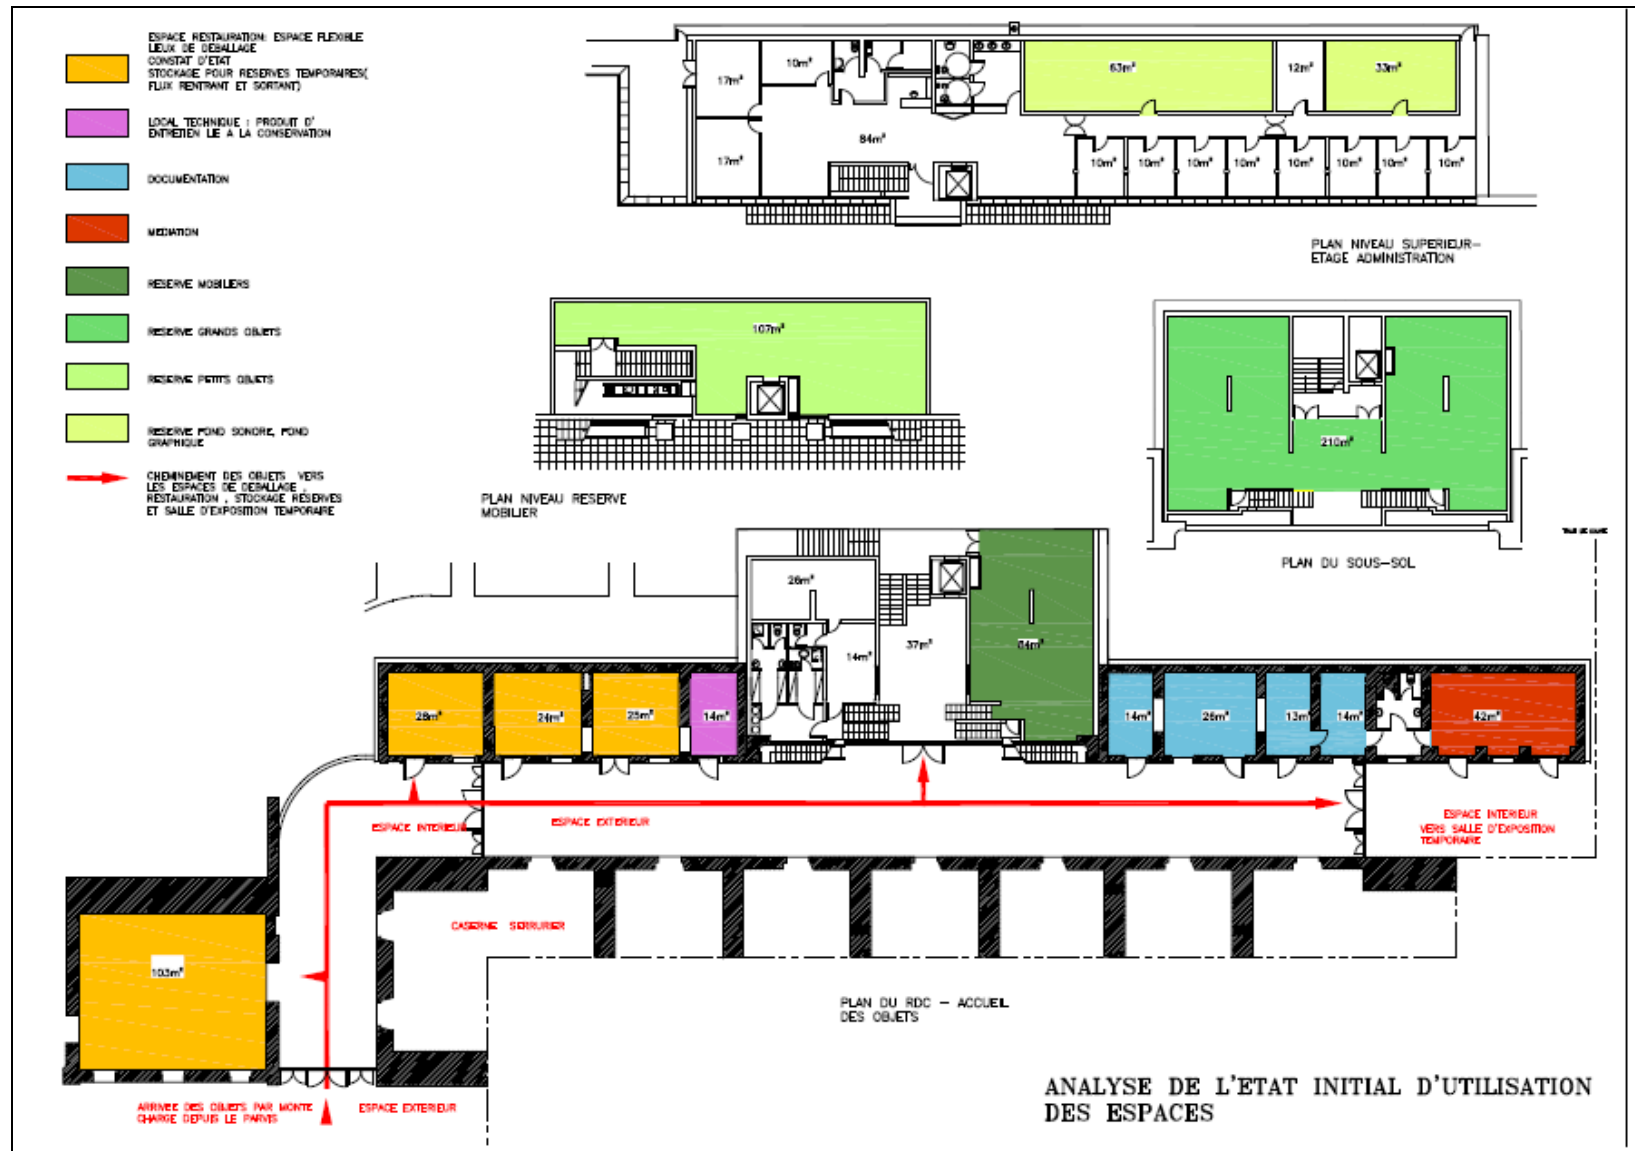 ESPACE RESTAURATION: ESPACE FLEXIBLE
LIEUX DE DEBALLAGE
CONSTAT D'ETAT
STOCKAGE POUR RESERVES TEMPORAIRES(
FLUX RENTRANT ET SORTANT)
LOCAL TECHNIQUE : PRODUIT D'
ENTRETIEN LIE A LA CONSERVATION
DOCUMENTATION
MEDIATION
RESERVE MOBILIERS
RESERVE GRANDS OBJETS
RESERVE PETITS OBJETS
RESERVE FOND SONORE, FOND
GRAPHIQUE
CHEMINEMENT DES OBJETS VERS
LES ESPACES DE DEBALLAGE ,
RESTAURATION , STOCKAGE RESERVES
ET SALLE D'EXPOSITION TEMPORAIRE
17m²
10m²
63m²
12m²
33m²
84m²
17m²
10m²
10m²
10m²
10m²
10m²
10m²
10m²
10m²
PLAN NIVEAU SUPERIEUR-
ETAGE ADMINISTRATION
107m²
PLAN NIVEAU RESERVE
MOBILIER
210m²
PLAN DU SOUS-SOL
26m²
14m²
37m²
84m²
28m²
24m²
25m²
14m²
14m²
26m²
13m²
14m²
42m²
ESPACE INTERIEUR
ESPACE EXTERIEUR
ESPACE INTERIEUR
VERS SALLE D'EXPOSITION
TEMPORAIRE
CASERNE SERRURIER
103m²
PLAN DU RDC - ACCUEIL
DES OBJETS
ARRIVEE DES OBJETS PAR MONTE
CHARGE DEPUIS LE PARVIS
ESPACE EXTERIEUR
ANALYSE DE L'ETAT INITIAL D'UTILISATION
DES ESPACES